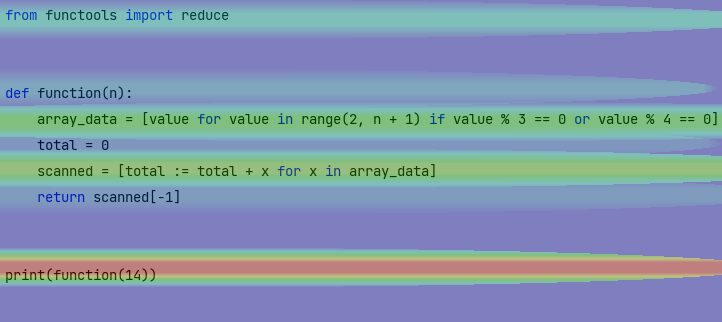 from functools import reduce


def function(n):
    array_data = [value for value in range(2, n + 1) if value % 3 == 0 or value % 4 == 0]
    total = 0
    scanned = [total := total + x for x in array_data]
    return scanned[-1]


print(function(14))